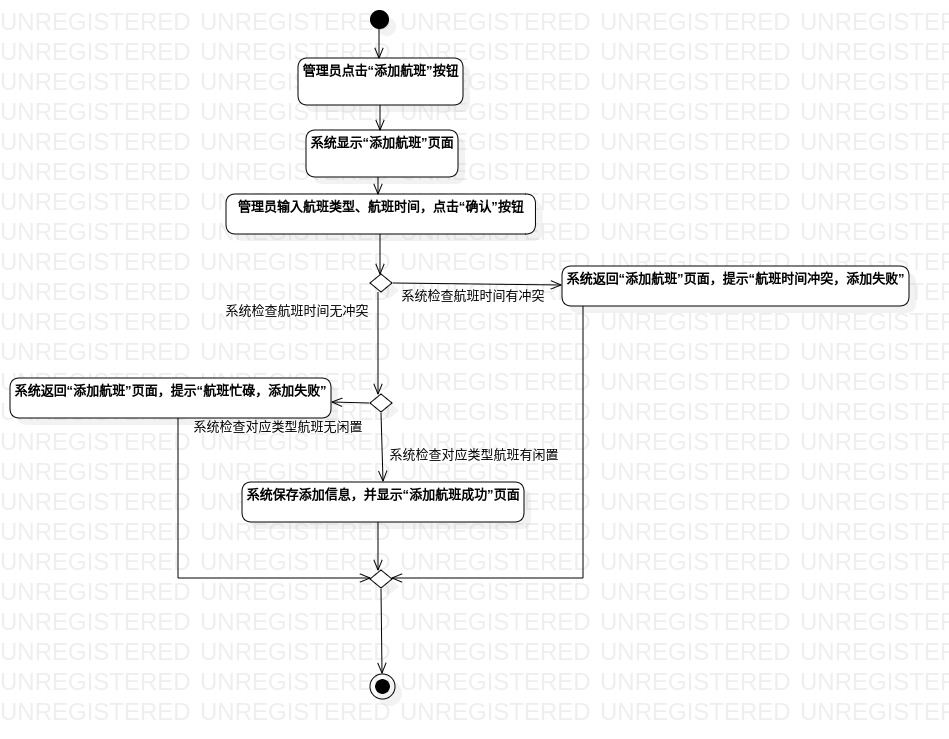 管理员点击“添加航班”按钮
系统显示“添加航班”页面
管理员输入航班类型、航班时间，点击“确认”按钮
系统返回“添加航班”页面，提示“航班时间冲突，添加失败”
系统检查航班时间有冲突
系统检查航班时间无冲突
系统返回“添加航班”页面，提示“航班忙碌，添加失败”
系统检查对应类型航班无闲置
系统检查对应类型航班有闲置
系统保存添加信息，并显示“添加航班成功”页面